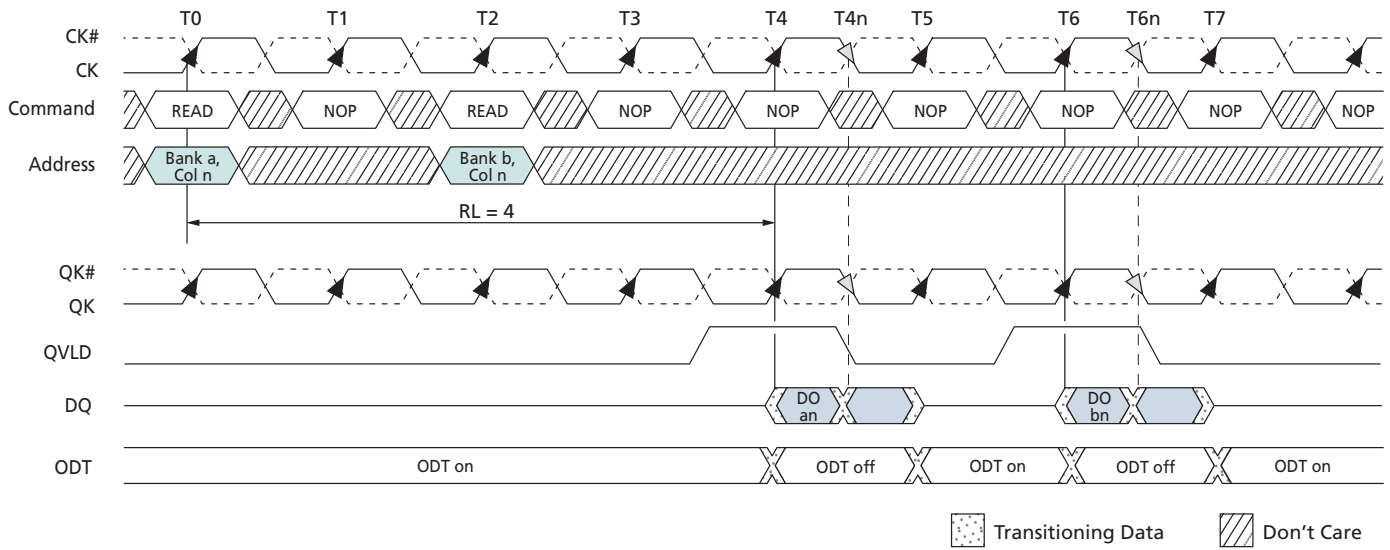 T0 T1 T2 T3 T4 T4n T5 T6 T6n T7
CK#
CK
Command READ NOP READ NOP NOP NOP NOP NOP NOP
Address Bank a, Col n Bank b, Col n
RL = 4
QK#
QK
QVLD
DQ DO an DO bn
ODT ODT on ODT off ODT on ODT off ODT on
Transitioning Data Don't Care